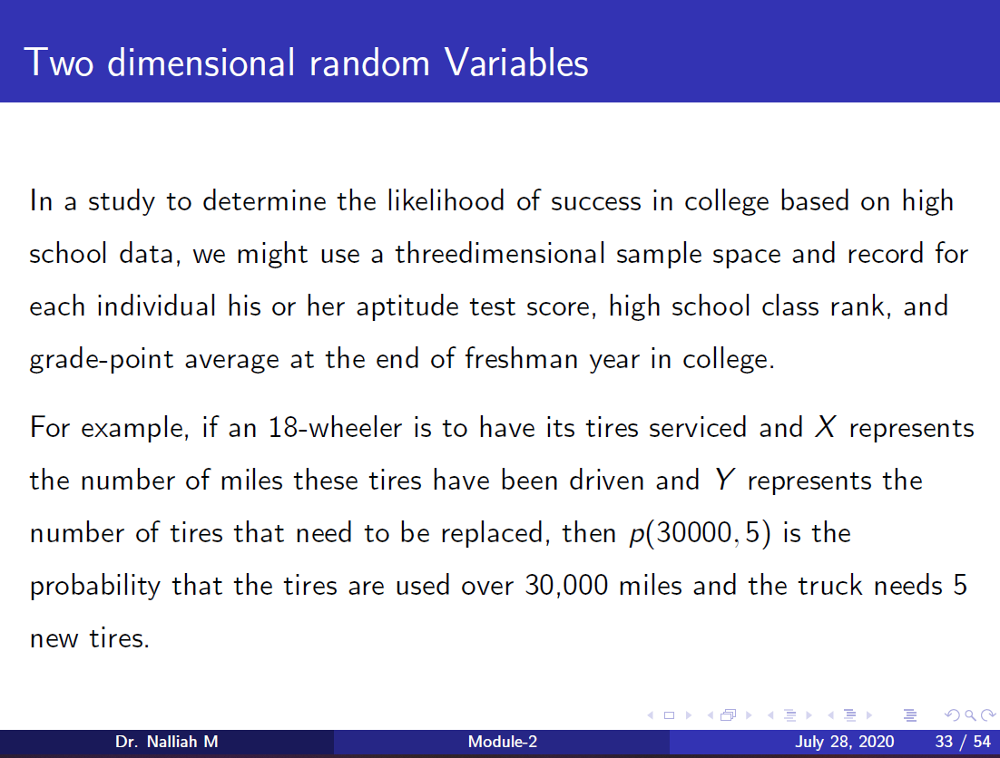 Two dimensional random Variables
In a study to determine the likelihood of success in college based on high
school data, we might use a threedimensional sample space and record for
each individual his or her aptitude test score, high school class rank, and
grade-point average at the end of freshman year in college.
For example, if an 18-wheeler is to have its tires serviced and X represents
the number of miles these tires have been driven and Y represents the
number of tires that need to be replaced, then p(30000, 5) is the
probability that the tires are used over 30,000 miles and the truck needs 5
new tires.
Dr. Nalliah M Module-2 July 28, 2020 33 / 54